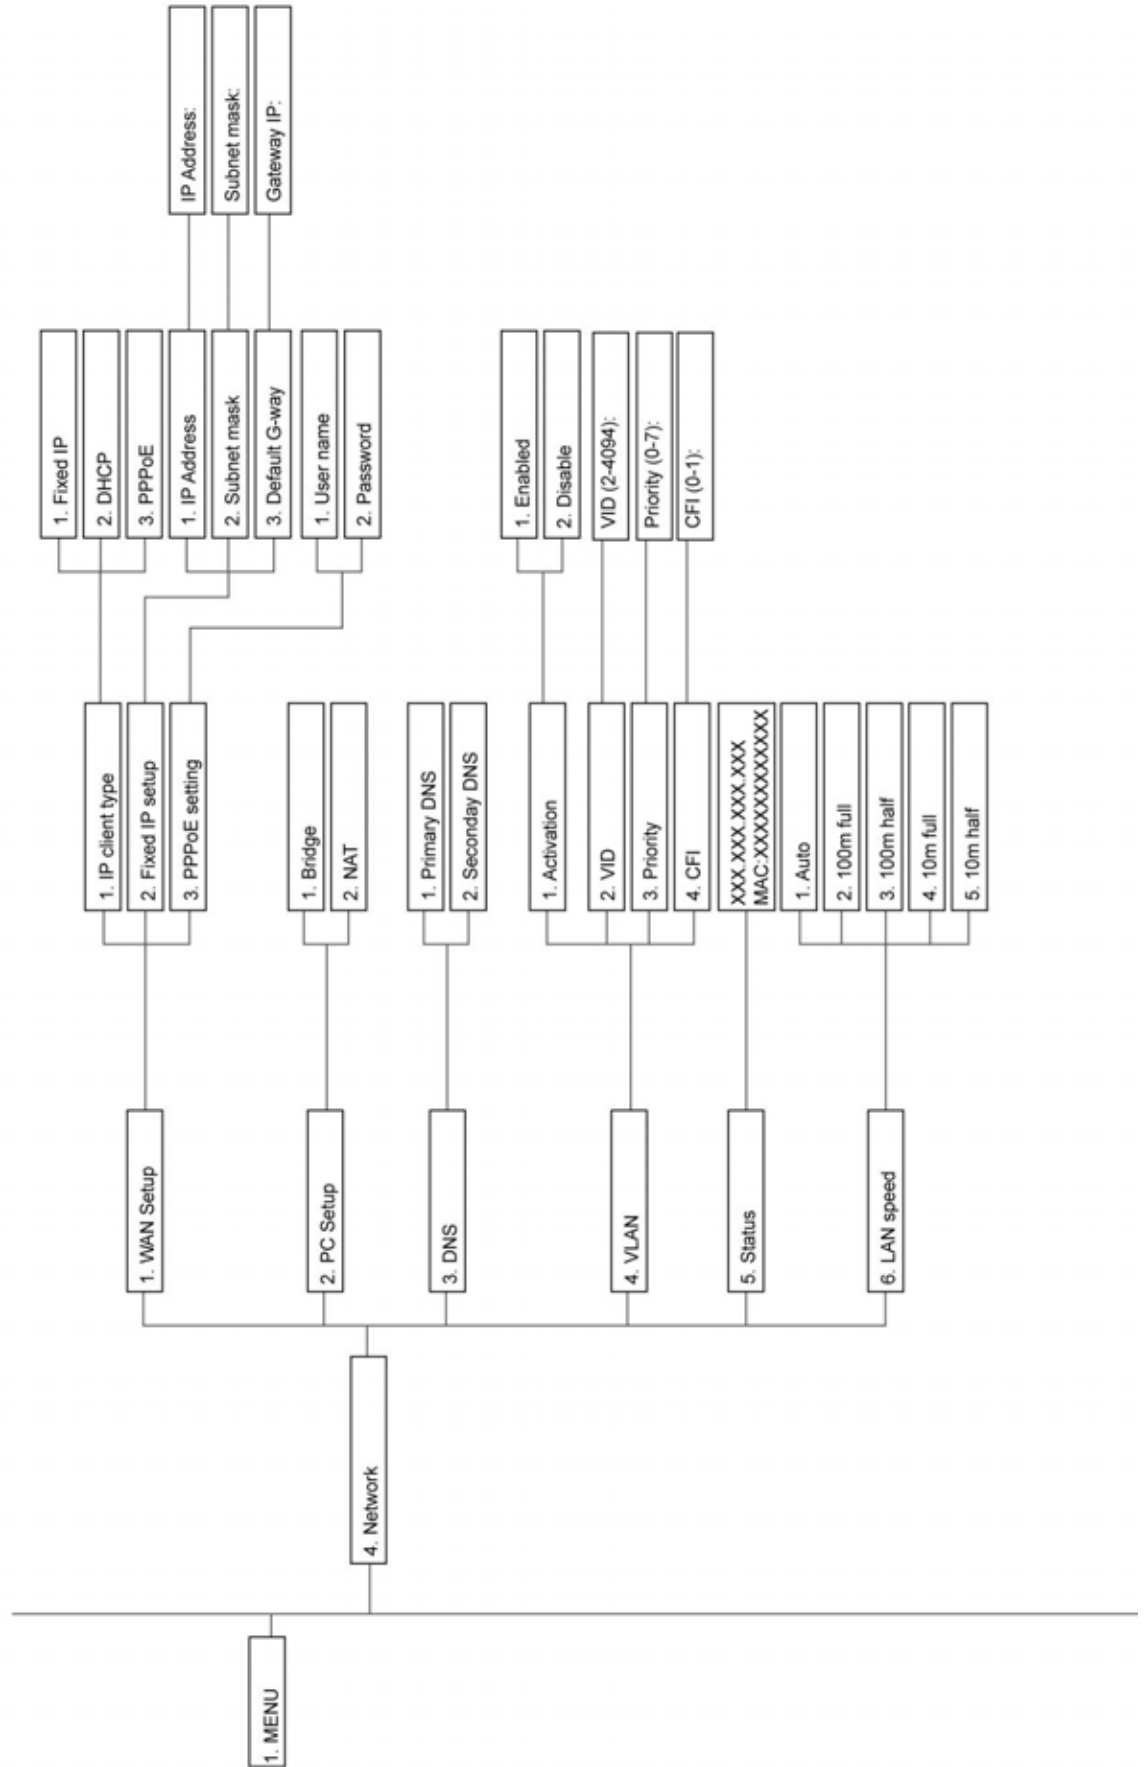 1. MENU
4. Network
1. WAN Setup
2. PC Setup
3. DNS
4. VLAN
5. Status
6. LAN speed
1. IP client type
2. Fixed IP setup
3. PPPoE setting
1. Bridge
2. NAT
1. Primary DNS
2. Seconday DNS
1. Activation
2. VID
3. Priority
4. CFI
XXX.XXX.XXX.XXX
MAC:XXXXXXXXXXXX
1. Auto
2. 100m full
3. 100m half
4. 10m full
5. 10m half
1. Fixed IP
2. DHCP
3. PPPoE
1. IP Address
2. Subnet mask
3. Default G-way
1. User name
2. Password
1. Enabled
2. Disable
VID (2-4094):
Priority (0-7):
CFI (0-1):
IP Address:
Subnet mask:
Gateway IP: